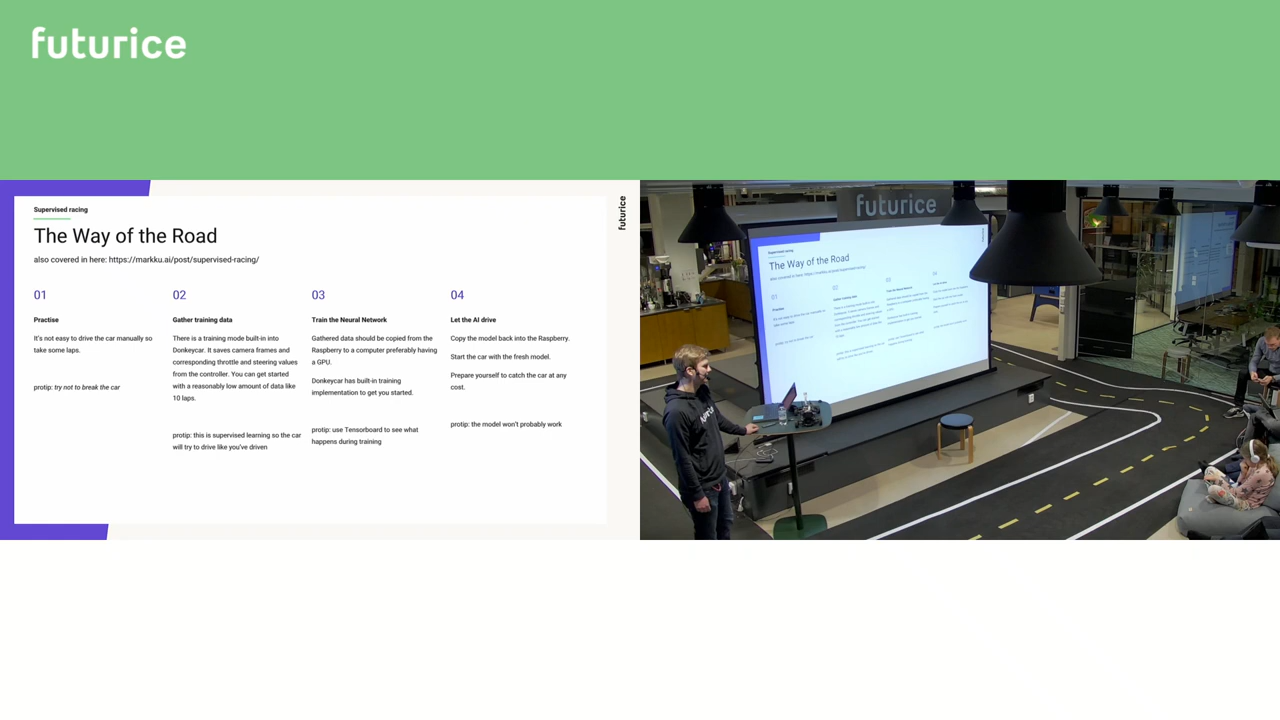 futurice
Supervised racing
The Way of the Road
also covered in here: https://markku.ai/post/supervised-racing/
futurice
01
Practise
It's not easy to drive the car manually so
take some laps.
protip: try not to break the car
02
Gather training data
There is a training mode built-in into
Donkeycar. It saves camera frames and
corresponding throttle and steering values
from the controller. You can get started
with a reasonably low amount of data like
10 laps.
protip: this is supervised learning so the car
will try to drive like you've driven
03
Train the Neural Network
Gathered data should be copied from the
Raspberry to a computer preferably having
a GPU.
Donkeycar has built-in training
implementation to get you started.
protip: use Tensorboard to see what
happens during training
04
Let the AI drive
Copy the model back into the Raspberry.
Start the car with the fresh model.
Prepare yourself to catch the car at any
cost.
protip: the model won't probably work
futurice
Supervised racing
The Way of the Road
01
02
03
04